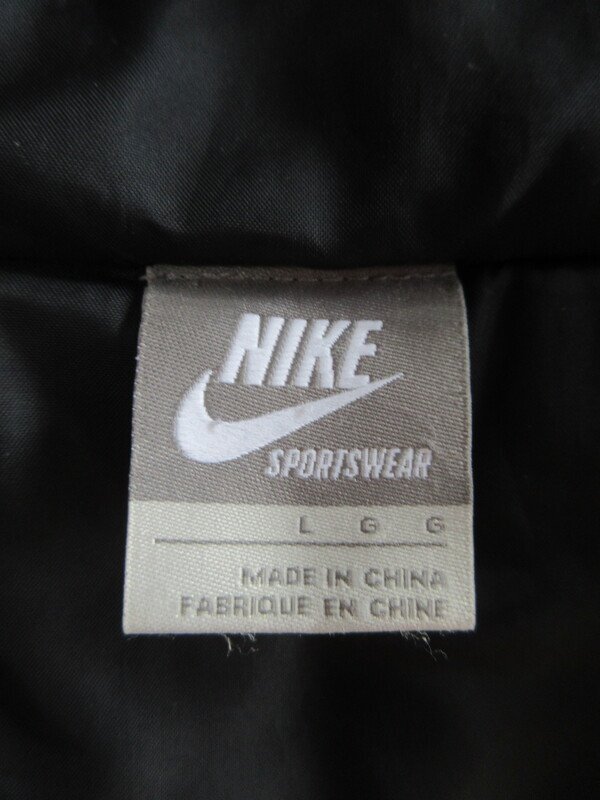 NIKE
SPORTSWEAR
L G G
MADE IN CHINA
FABRIQUE EN CHINE